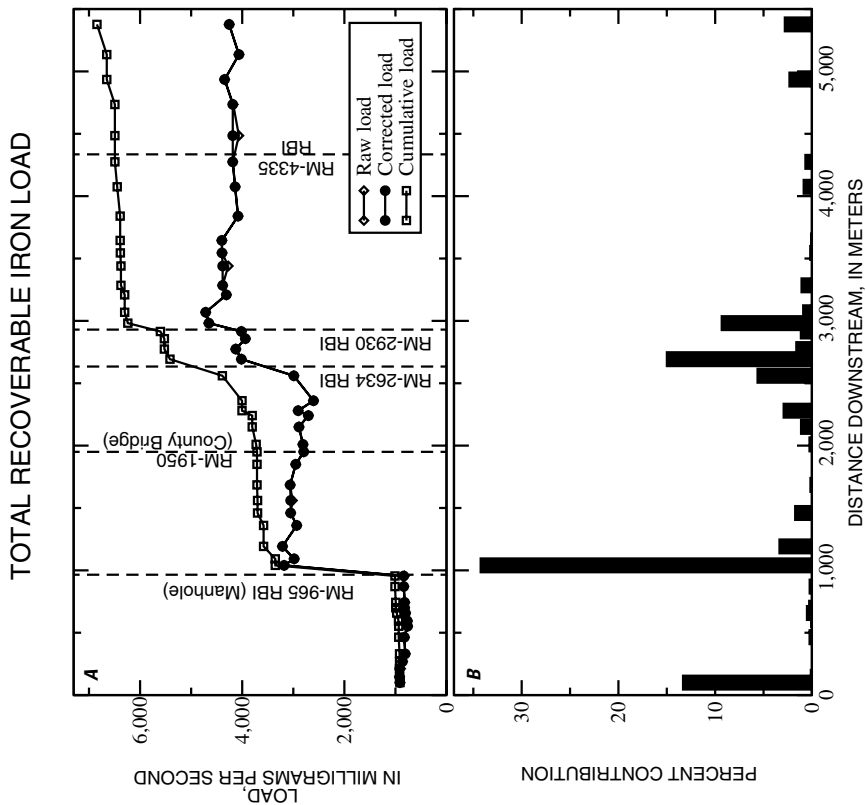 TOTAL RECOVERABLE IRON LOAD
A
LOAD,
IN MILLIGRAMS PER SECOND
6,000
4,000
2,000
0
RM-965 RBI (Manhole)
RM-1950
(County Bridge)
RM-2634 RBI
RM-2930 RBI
RM-4335
RBI
Raw load
Corrected load
Cumulative load
B
PERCENT CONTRIBUTION
30
20
10
0
0
1,000
2,000
3,000
4,000
5,000
DISTANCE DOWNSTREAM, IN METERS